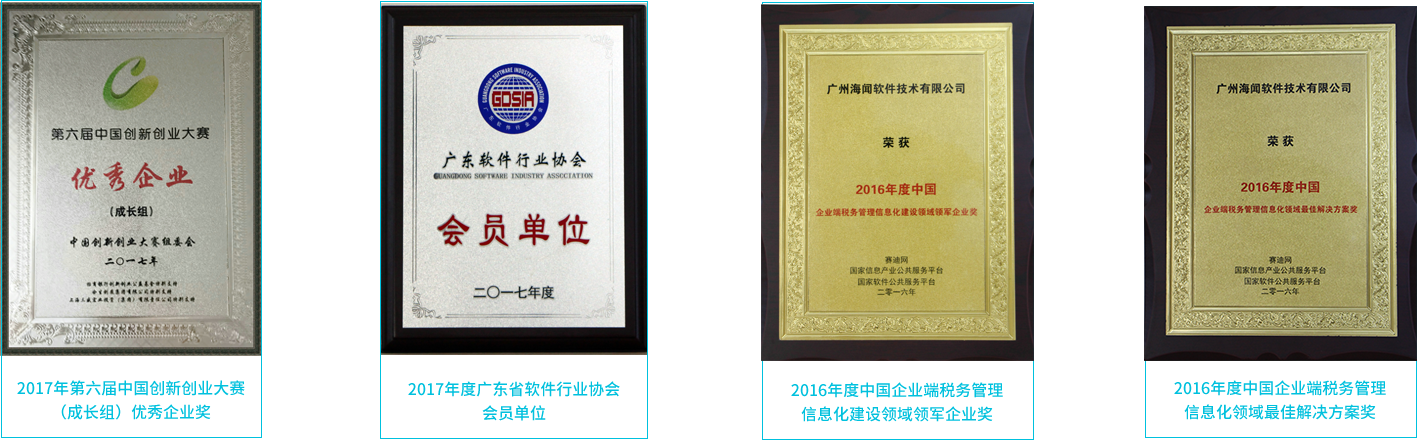 第六届中国创新创业大赛
优秀企业
(成长组)
中国创新创业大赛组委会
二〇一七年
2017年第六届中国创新创业大赛
（成长组）优秀企业奖
GUANGDONG SOFTWARE INDUSTRY ASSOCIATION
GDSIA
广东软件行业协会
广东软件行业协会
GUANGDONG SOFTWARE INDUSTRY ASSCCIATION
会员单位
二〇一七年度
2017年度广东省软件行业协会
会员单位
广州海闻软件技术有限公司
荣获
2016年度中国
企业端税务管理信息化建设领域领军企业奖
赛迪网
国家信息产业公共服务平台
国家软件公共服务平台
二零一六年
2016年度中国企业端税务管理
信息化建设领域领军企业奖
广州海闻软件技术有限公司
荣获
2016年度中国
企业端税务管理信息化领域最佳解决方案奖
赛迪网
国家信息产业公共服务平台
国家软件公共服务平台
二零一六年
2016年度中国企业端税务管理
信息化领域最佳解决方案奖